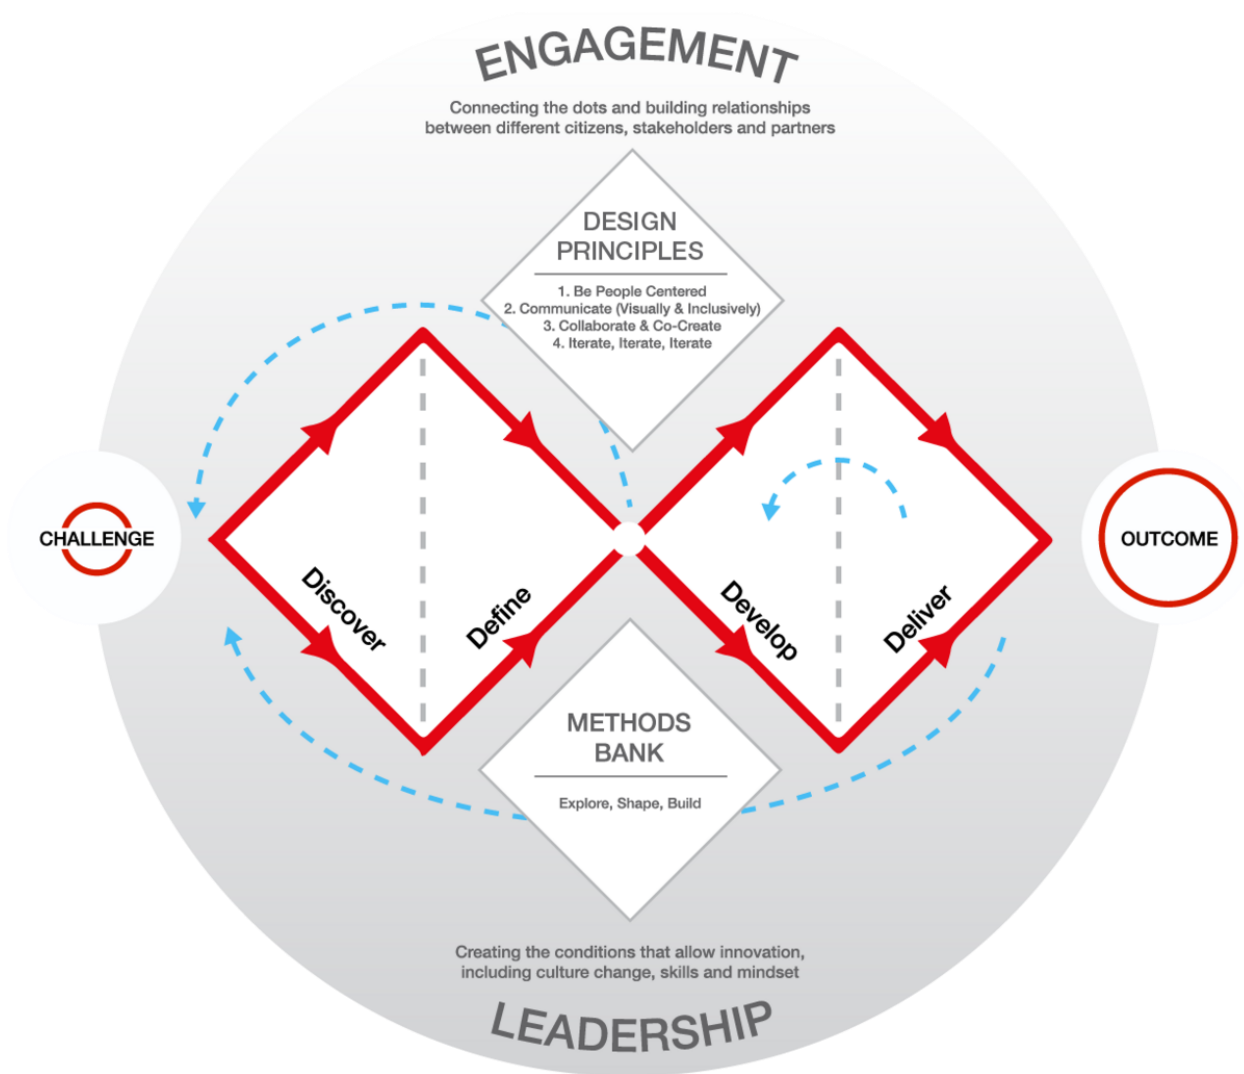 ENGAGEMENT
Connecting the dots and building relationships
between different citizens, stakeholders and partners
DESIGN
PRINCIPLES
1. Be People Centered
2. Communicate (Visually & Inclusively)
3. Collaborate & Co-Create
4. Iterate, Iterate, Iterate
CHALLENGE
OUTCOME
Discover
Define
Develop
Deliver
METHODS
BANK
Explore, Shape, Build
Creating the conditions that allow innovation,
including culture change, skills and mindset
LEADERSHIP